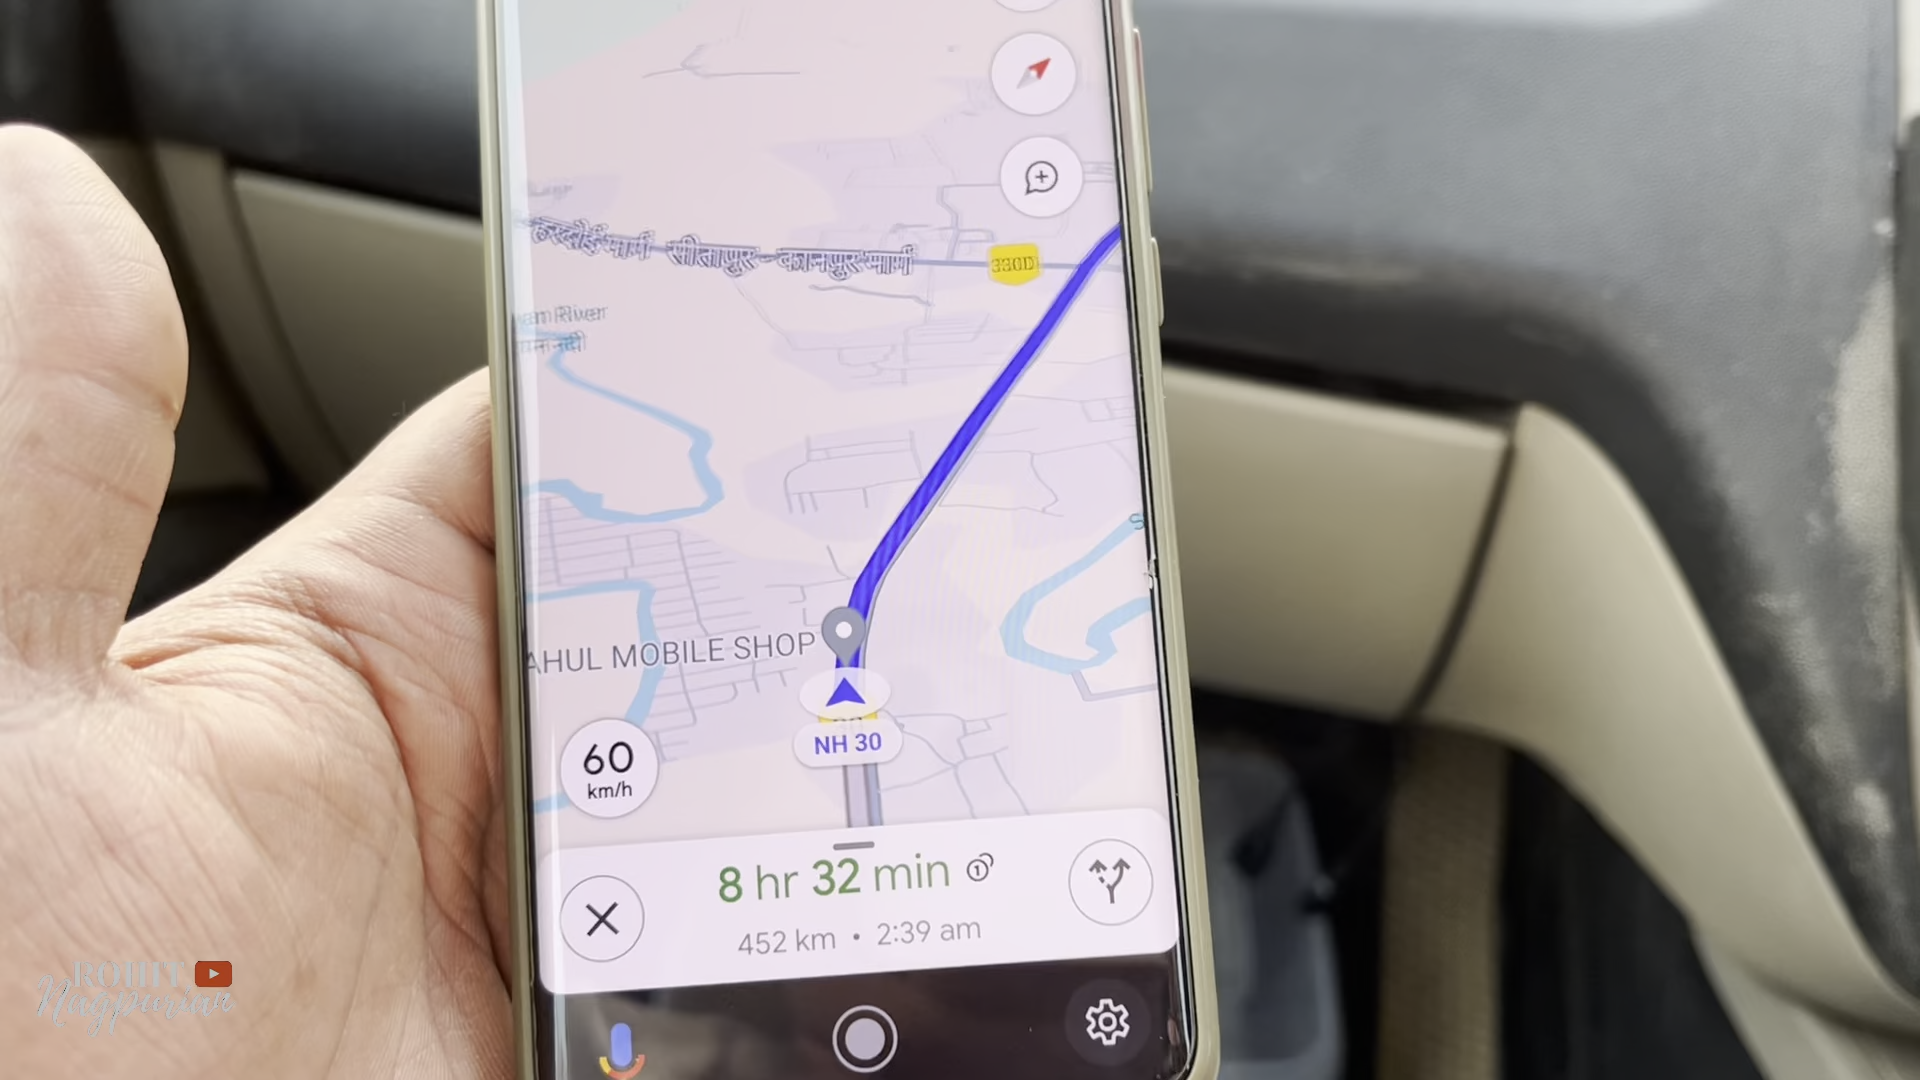 हरदोई मार्ग
सीतापुर - कानपुर मार्ग
330D
River
AHUL MOBILE SHOP
NH 30
60
km/h
8 hr 32 min
452 km • 2:39 am
ROHIT
Nagpurian